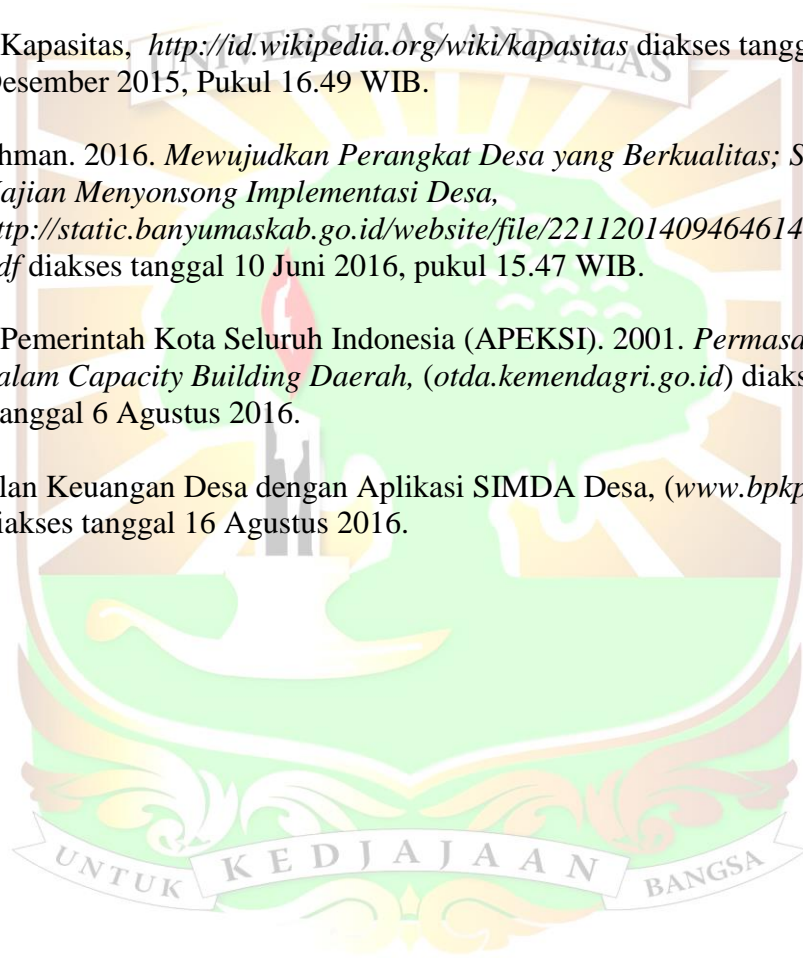 UNIVERSITAS ANDALAS
Kapasitas, http://id.wikipedia.org/wiki/kapasitas diakses tangg
Desember 2015, Pukul 16.49 WIB.
hman. 2016. Mewujudkan Perangkat Desa yang Berkualitas; S
Kajian Menyonsong Implementasi Desa,
ttp://static.banyumaskab.go.id/website/file/2211201409464614
df diakses tanggal 10 Juni 2016, pukul 15.47 WIB.
Pemerintah Kota Seluruh Indonesia (APEKSI). 2001. Permasa
alam Capacity Building Daerah, (otda.kemendagri.go.id) diaks
anggal 6 Agustus 2016.
lan Keuangan Desa dengan Aplikasi SIMDA Desa, (www.bpkp
iakses tanggal 16 Agustus 2016.
UNTUK KEDJAJAAN BANGSA